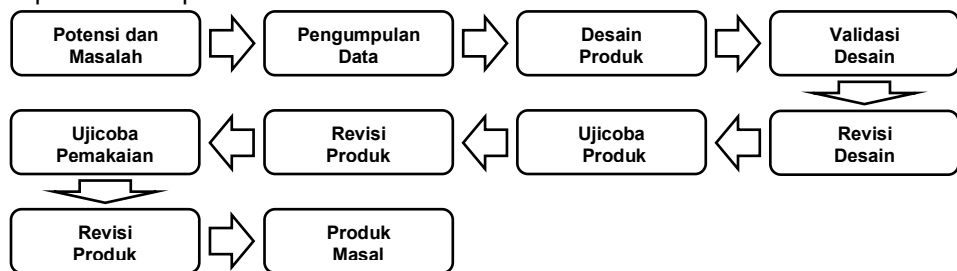 Potensi dan
Masalah
Pengumpulan
Data
Desain
Produk
Validasi
Desain
Revisi
Desain
Ujicoba
Produk
Revisi
Produk
Ujicoba
Pemakaian
Revisi
Produk
Produk
Masal